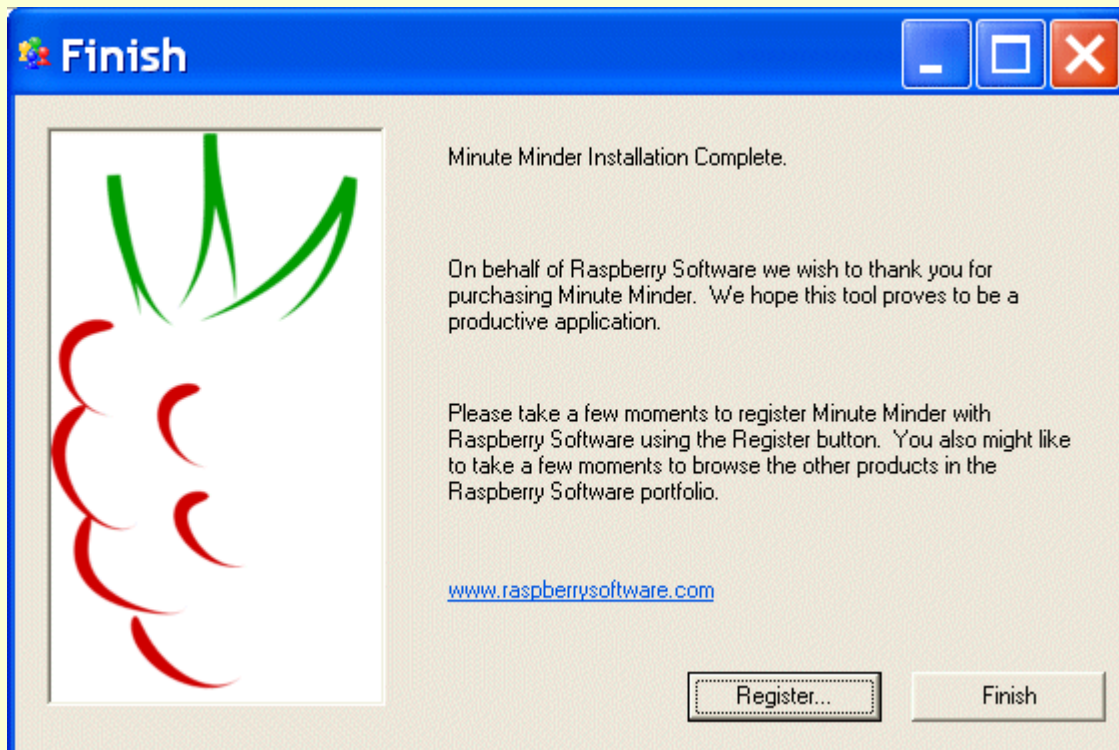 Finish
Minute Minder Installation Complete.
On behalf of Raspberry Software we wish to thank you for
purchasing Minute Minder.  We hope this tool proves to be a
productive application.
Please take a few moments to register Minute Minder with
Raspberry Software using the Register button.  You also might like
to take a few moments to browse the other products in the
Raspberry Software portfolio.
www.raspberrysoftware.com
Register...
Finish